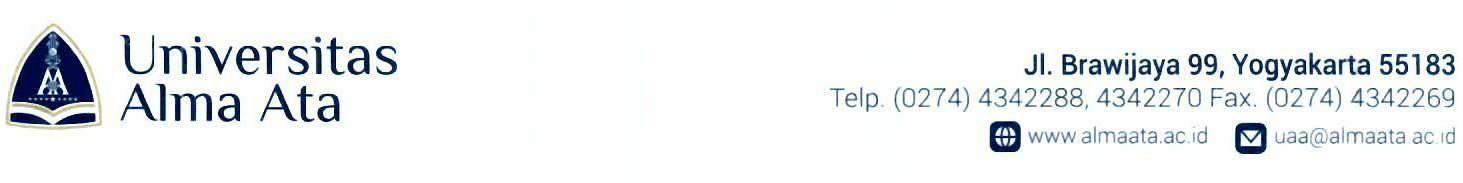 Universitas
Alma Ata
Jl. Brawijaya 99, Yogyakarta 55183
Telp. (0274) 4342288, 4342270 Fax. (0274) 4342269
www.almaata.ac.id uaa@almaata.ac.id